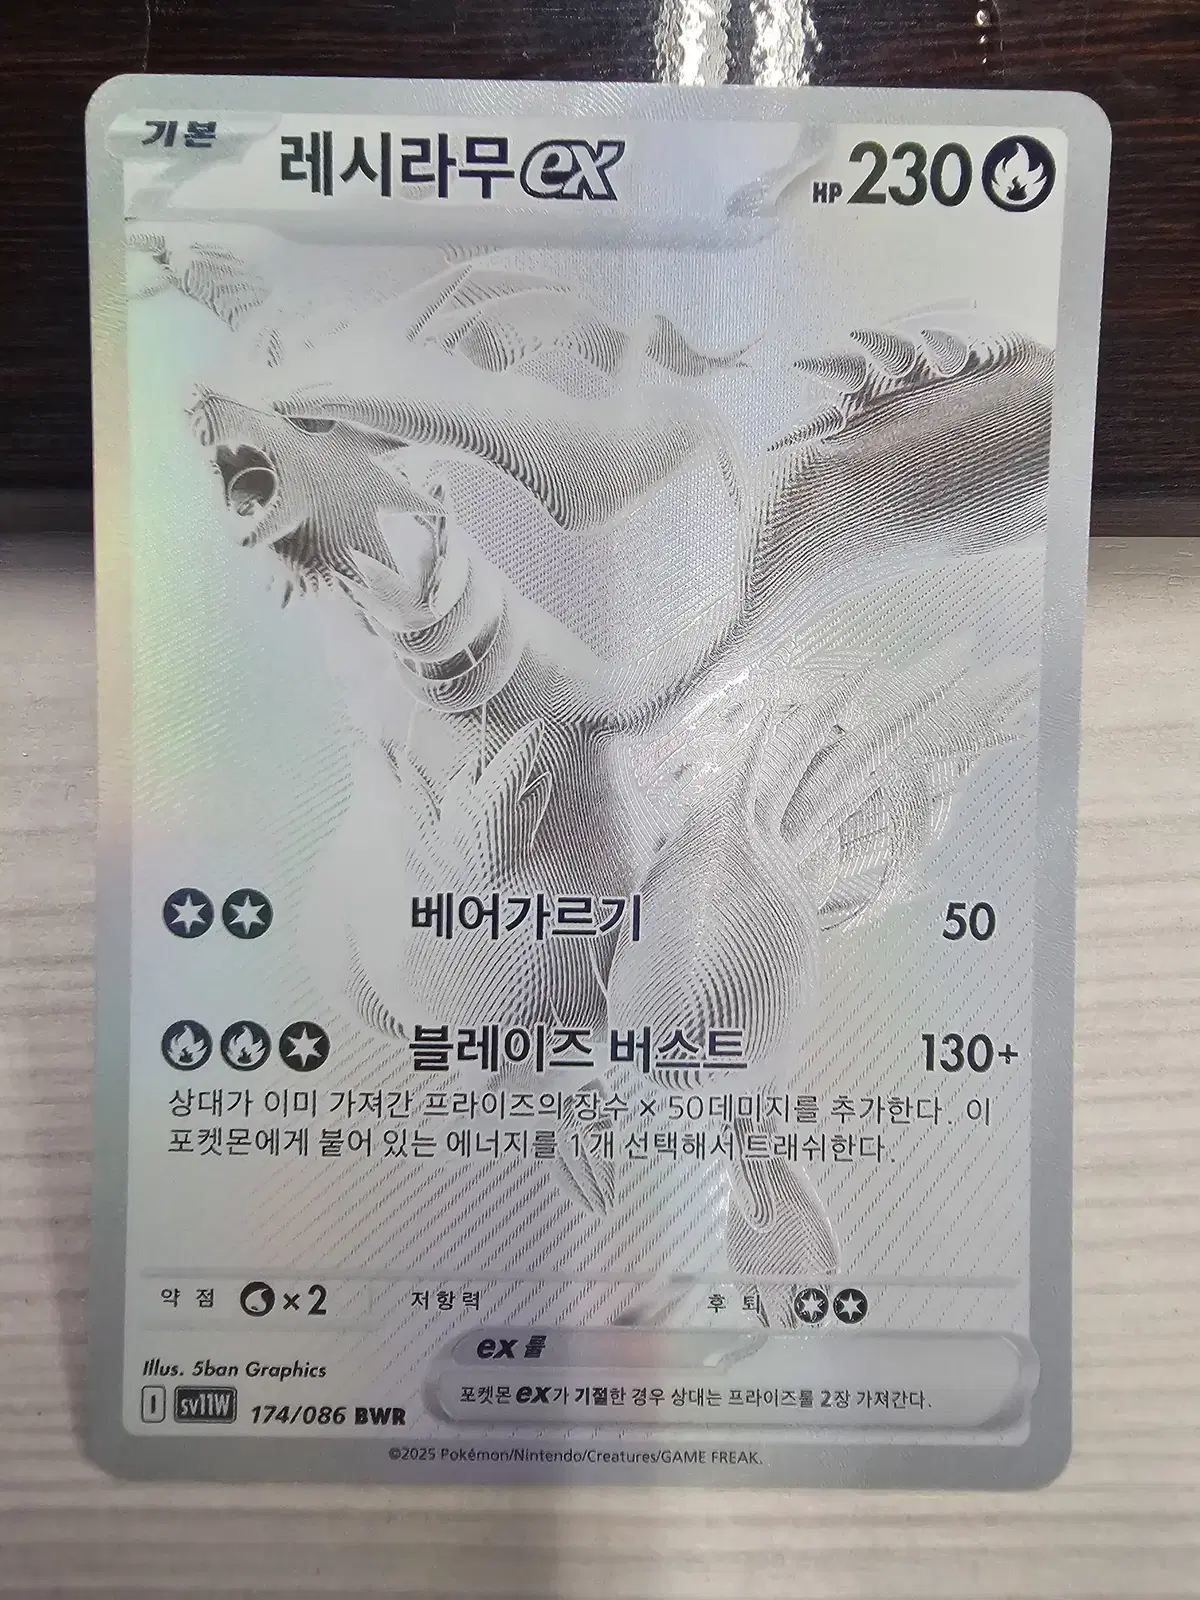 기본 레시라무 ex HP 230
베어가르기 50
블레이즈 버스트 130+
상대가 이미 가져간 프라이즈의 장수 × 50데미지를 추가한다. 이
포켓몬에게 붙어 있는 에너지를 1개 선택해서 트래쉬한다.
약점 ×2 저항력 후퇴
ex 룰
포켓몬 ex가 기절한 경우 상대는 프라이즈를 2장 가져간다.
Illus. 5ban Graphics
I SV11W 174/086 BWR
©2025 Pokémon/Nintendo/Creatures/GAME FREAK.